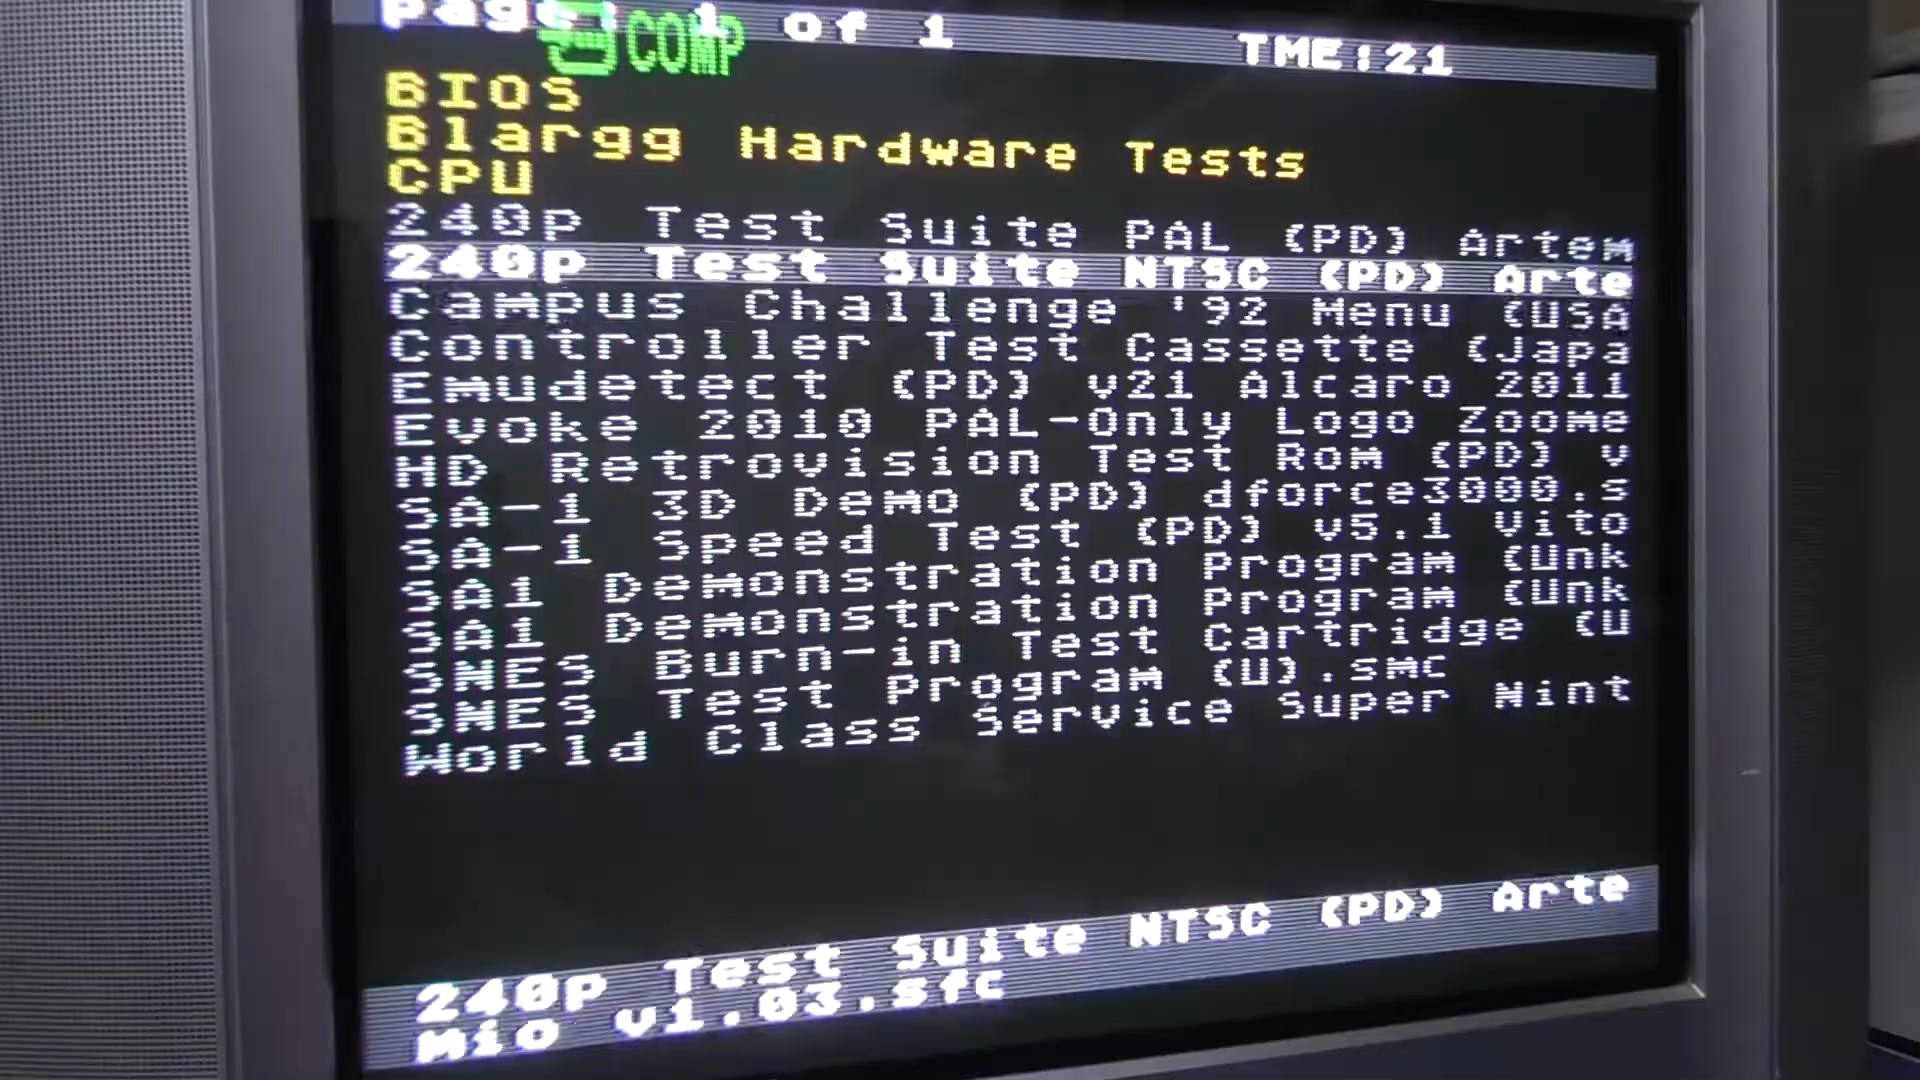 page: 1 of 1
TME:21
COMP
BIOS
Blargg Hardware Tests
CPU
240p Test Suite PAL (PD) Artem
240p Test Suite NTSC (PD) Arte
Campus Challenge '92 Menu (USA
Controller Test Cassette (Japa
Emudetect (PD) v21 Alcaro 2011
Evoke 2010 PAL-Only Logo Zoome
HD Retrovision Test Rom (PD) v
SA-1 3D Demo (PD) dforce3000.s
SA-1 Speed Test (PD) v5.1 Vito
SA1 Demonstration Program (Unk
SA1 Demonstration Program (Unk
SNES Burn-in Test Cartridge (U
SNES Test Program (U).smc
World Class Service Super Nint
240p Test Suite NTSC (PD) Arte
Mio v1.03.sfc